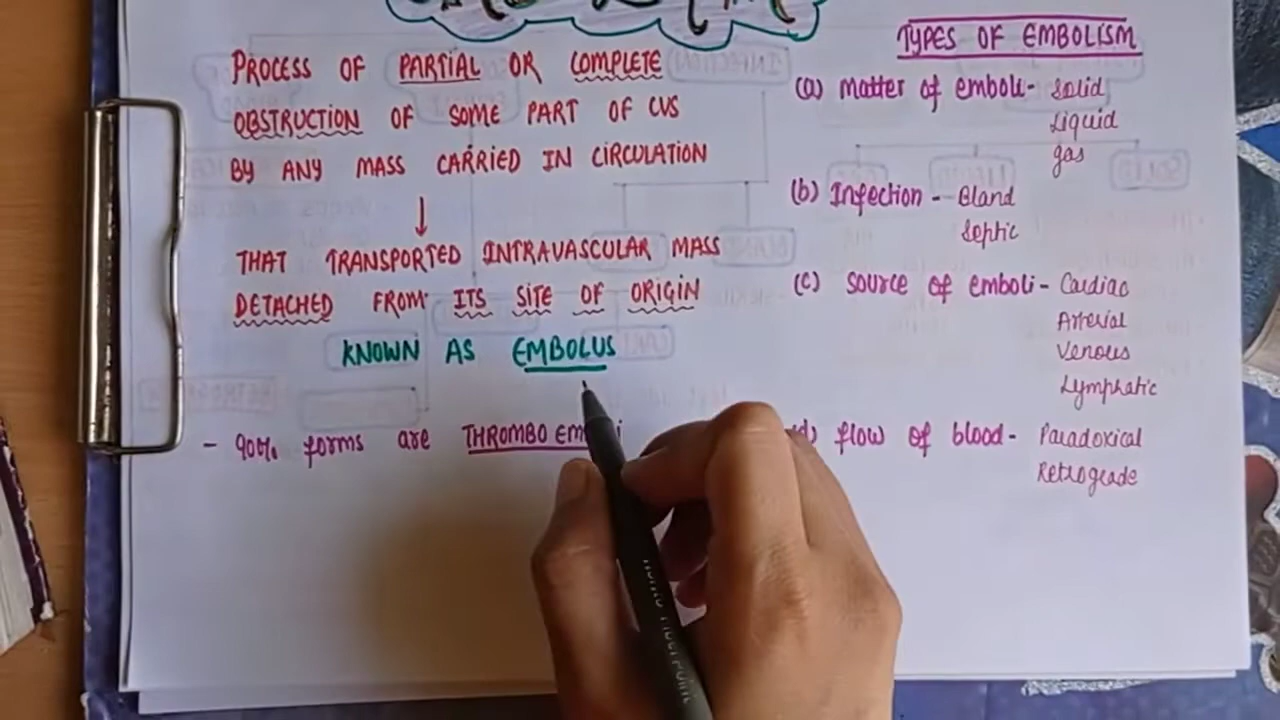 PROCESS OF PARTIAL OR COMPLETE
OBSTRUCTION OF SOME PART OF CVS
BY ANY MASS CARRIED IN CIRCULATION
↓
THAT TRANSPORTED INTRAVASCULAR MASS
DETACHED FROM ITS SITE OF ORIGIN
KNOWN AS EMBOLUS
- 90% forms are THROMBO
TYPES OF EMBOLISM
(a) Matter of emboli- Solid
Liquid
gas
(b) Infection - Bland
Septic
(c) Source of emboli - Cardiac
Arterial
Venous
Lymphatic
(d) flow of blood - Paradoxical
Retrograde